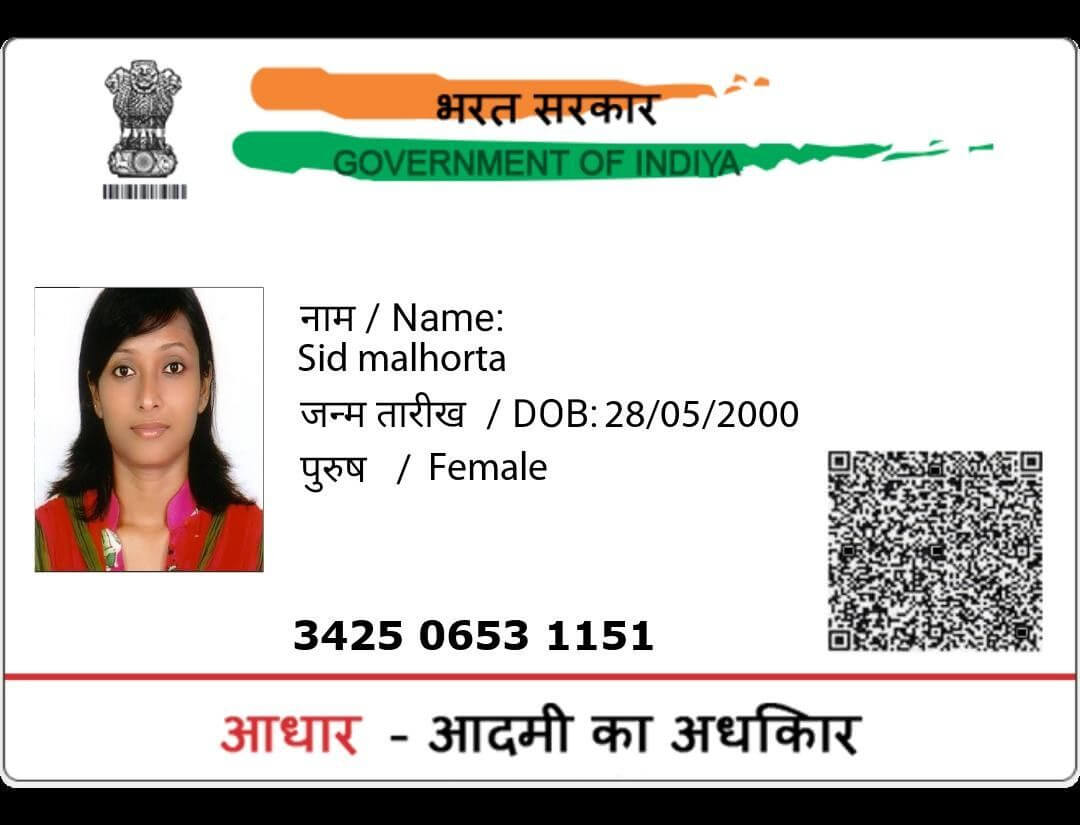 भरत सरकार
GOVERNMENT OF INDIYA
नाम / Name:
Sid malhorta
जन्म तारीख / DOB: 28/05/2000
पुरुष / Female
3425 0653 1151
आधार - आदमी का अधकिार